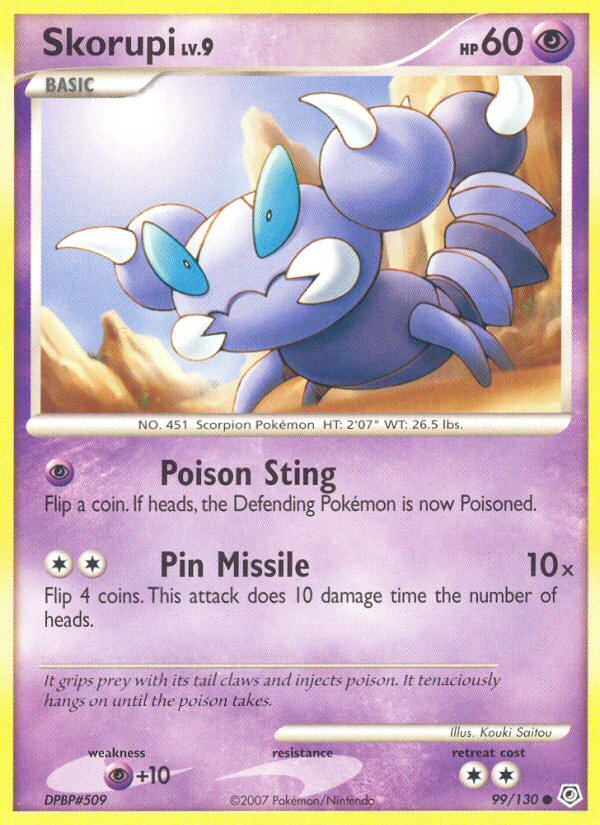 Skorupi LV.9 HP 60
BASIC
NO. 451 Scorpion Pokémon HT: 2'07" WT: 26.5 lbs.
Poison Sting
Flip a coin. If heads, the Defending Pokémon is now Poisoned.
Pin Missile 10x
Flip 4 coins. This attack does 10 damage time the number of
heads.
It grips prey with its tail claws and injects poison. It tenaciously
hangs on until the poison takes.
Illus. Kouki Saitou
weakness resistance retreat cost
+10
DPBP#509 ©2007 Pokémon/Nintendo 99/130